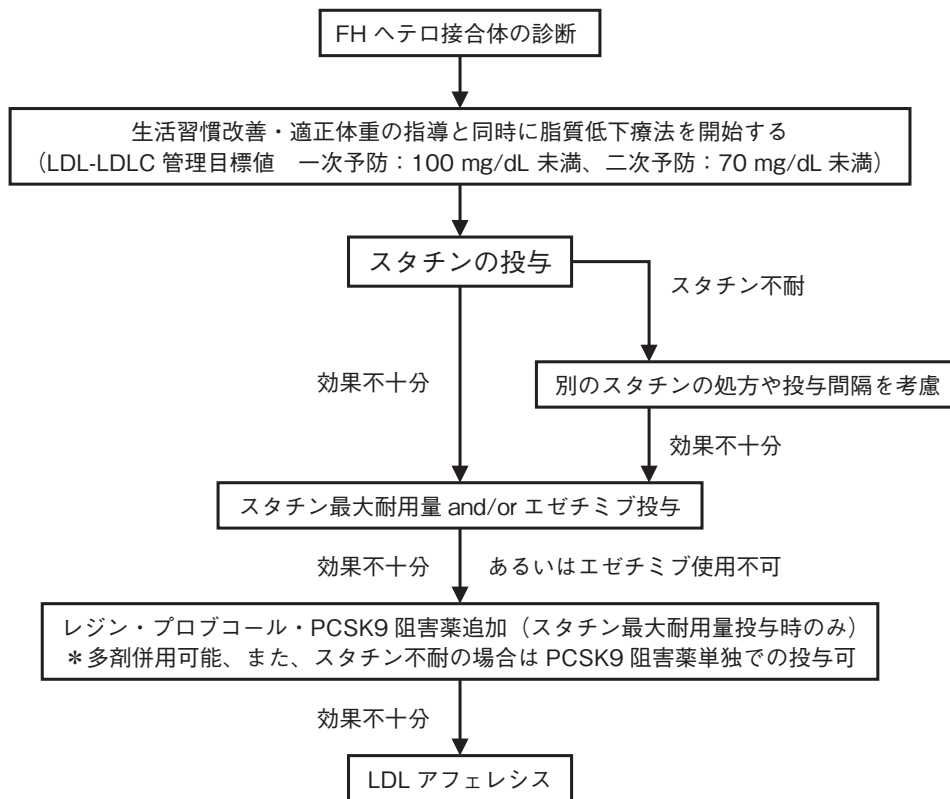 FH ヘテロ接合体の診断
生活習慣改善・適正体重の指導と同時に脂質低下療法を開始する
（LDL-LDLC 管理目標値　一次予防：100 mg/dL 未満、二次予防：70 mg/dL 未満）
スタチンの投与
スタチン不耐
効果不十分
別のスタチンの処方や投与間隔を考慮
効果不十分
スタチン最大耐用量 and/or エゼチミブ投与
効果不十分　あるいはエゼチミブ使用不可
レジン・プロブコール・PCSK9 阻害薬追加（スタチン最大耐用量投与時のみ）
＊多剤併用可能、また、スタチン不耐の場合は PCSK9 阻害薬単独での投与可
効果不十分
LDL アフェレシス